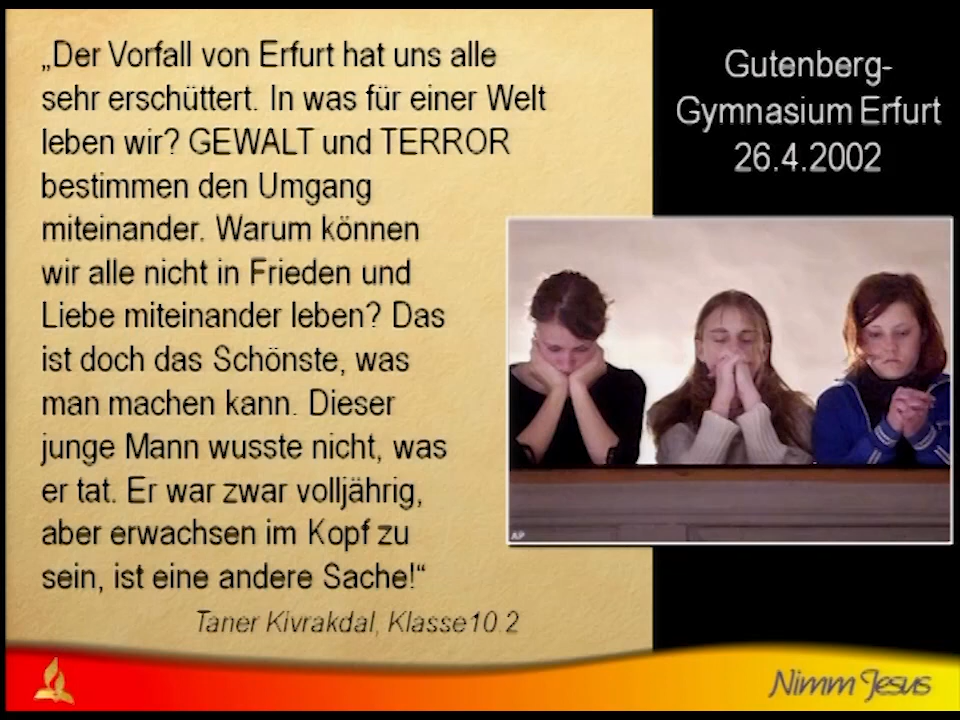 „Der Vorfall von Erfurt hat uns alle
sehr erschüttert. In was für einer Welt
leben wir? GEWALT und TERROR
bestimmen den Umgang
miteinander. Warum können
wir alle nicht in Frieden und
Liebe miteinander leben? Das
ist doch das Schönste, was
man machen kann. Dieser
junge Mann wusste nicht, was
er tat. Er war zwar volljährig,
aber erwachsen im Kopf zu
sein, ist eine andere Sache!“
Taner Kivrakdal, Klasse10.2
Gutenberg-
Gymnasium Erfurt
26.4.2002
AP
Nimm Jesus